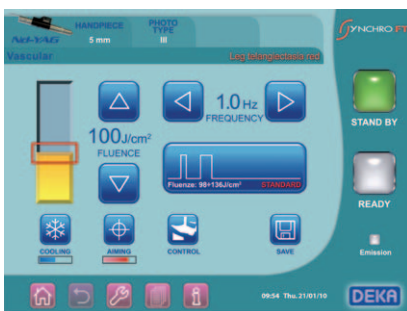 Nd:YAG
HANDPIECE
5 mm
PHOTO
TYPE
III
SYNCHRO FT
Vascular
Leg telangiectasia red
1.0 Hz
FREQUENCY
100J/cm²
FLUENCE
Fluenze: 98÷136J/cm²
STANDARD
STAND BY
READY
COOLING
AIMING
CONTROL
SAVE
Emission
09:54 Thu.21/01/10
DEKA